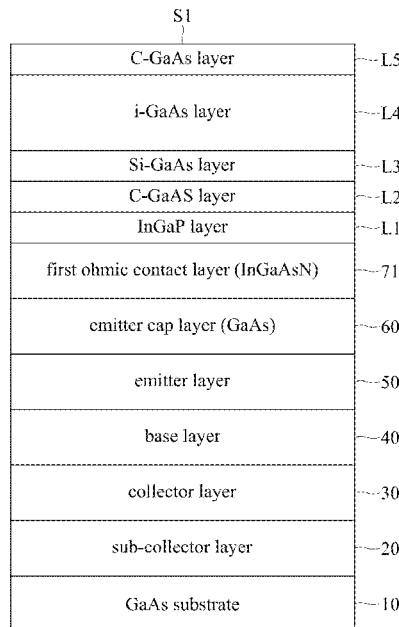 S1
C-GaAs layer L5
i-GaAs layer L4
Si-GaAs layer L3
C-GaAS layer L2
InGaP layer L1
first ohmic contact layer (InGaAsN) 71
emitter cap layer (GaAs) 60
emitter layer 50
base layer 40
collector layer 30
sub-collector layer 20
GaAs substrate 10